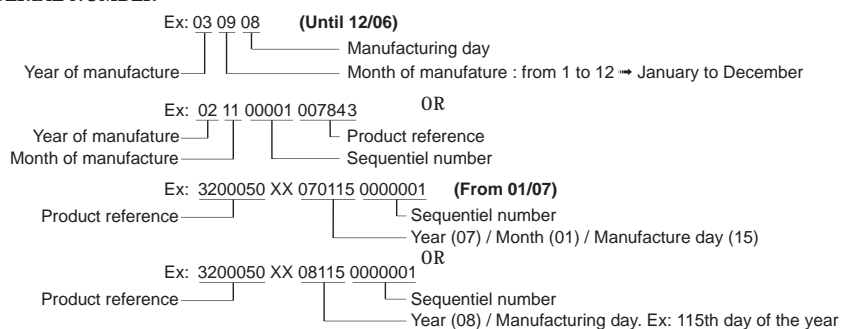 Ex: 03 09 08 (Until 12/06)
Manufacturing day
Year of manufacture Month of manufature : from 1 to 12 ➟ January to December
OR
Ex: 02 11 00001 007843
Year of manufature Product reference
Month of manufacture Sequentiel number
Ex: 3200050 XX 070115 0000001 (From 01/07)
Product reference Sequentiel number
Year (07) / Month (01) / Manufacture day (15)
OR
Ex: 3200050 XX 08115 0000001
Product reference Sequentiel number
Year (08) / Manufacturing day. Ex: 115th day of the year